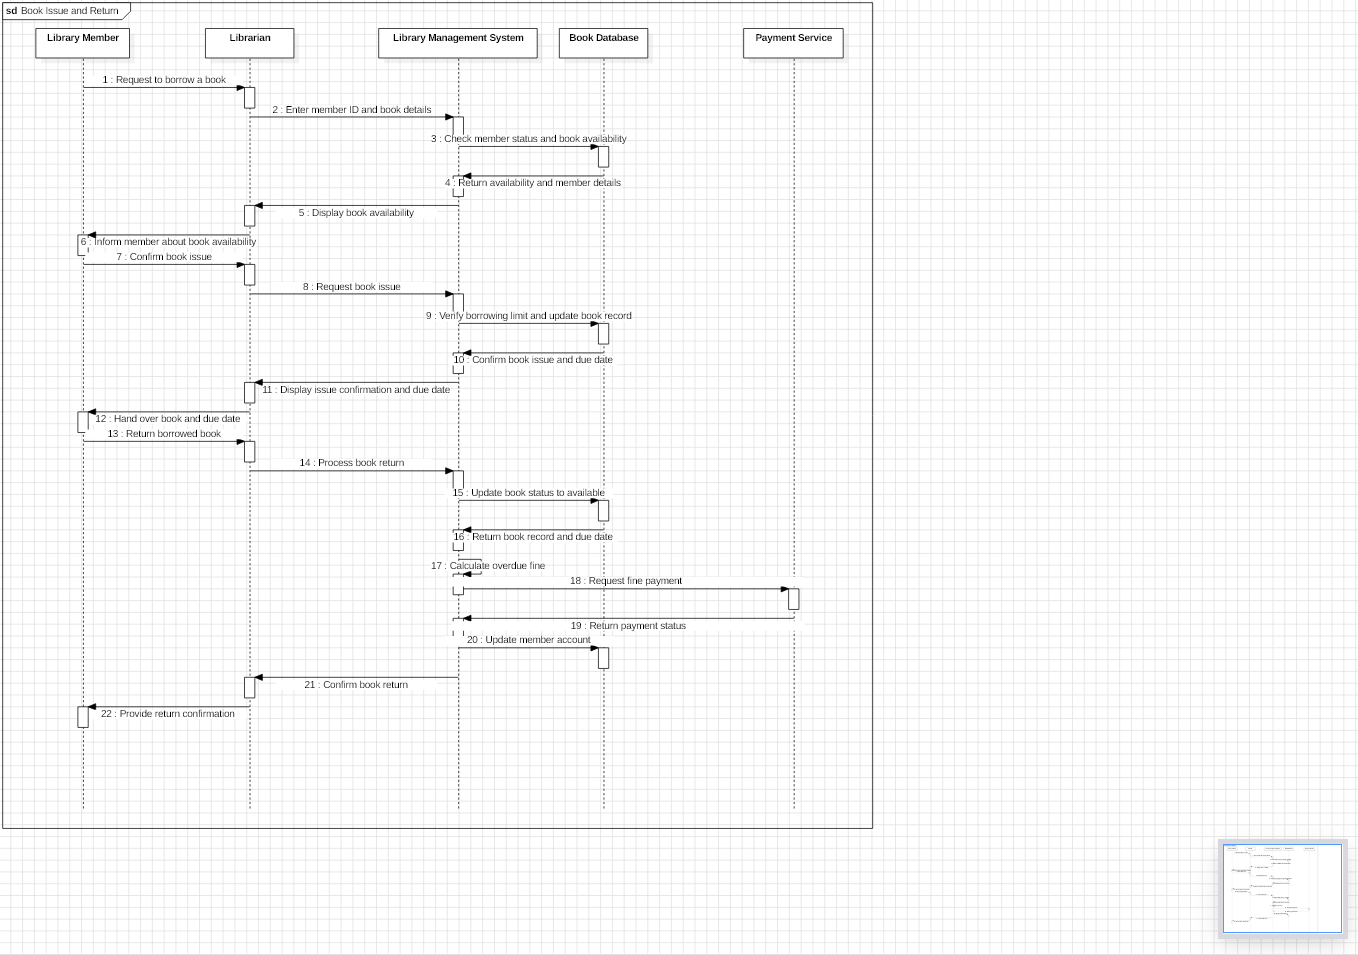 sd Book Issue and Return
Library Member
Librarian
Library Management System
Book Database
Payment Service
1 : Request to borrow a book
2 : Enter member ID and book details
3 : Check member status and book availability
4 : Return availability and member details
5 : Display book availability
6 : Inform member about book availability
7 : Confirm book issue
8 : Request book issue
9 : Verify borrowing limit and update book record
10 : Confirm book issue and due date
11 : Display issue confirmation and due date
12 : Hand over book and due date
13 : Return borrowed book
14 : Process book return
15 : Update book status to available
16 : Return book record and due date
17 : Calculate overdue fine
18 : Request fine payment
19 : Return payment status
20 : Update member account
21 : Confirm book return
22 : Provide return confirmation